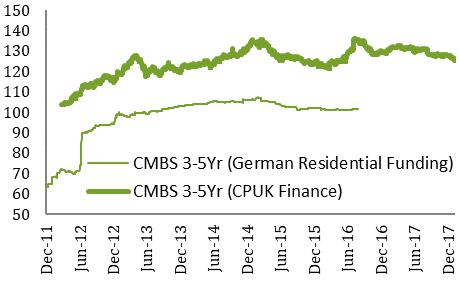 150
140
130
120
110
100
90
80
70
60
50
CMBS 3-5Yr (German Residential Funding)
CMBS 3-5Yr (CPUK Finance)
Dec-11
Jun-12
Dec-12
Jun-13
Dec-13
Jun-14
Dec-14
Jun-15
Dec-15
Jun-16
Dec-16
Jun-17
Dec-17